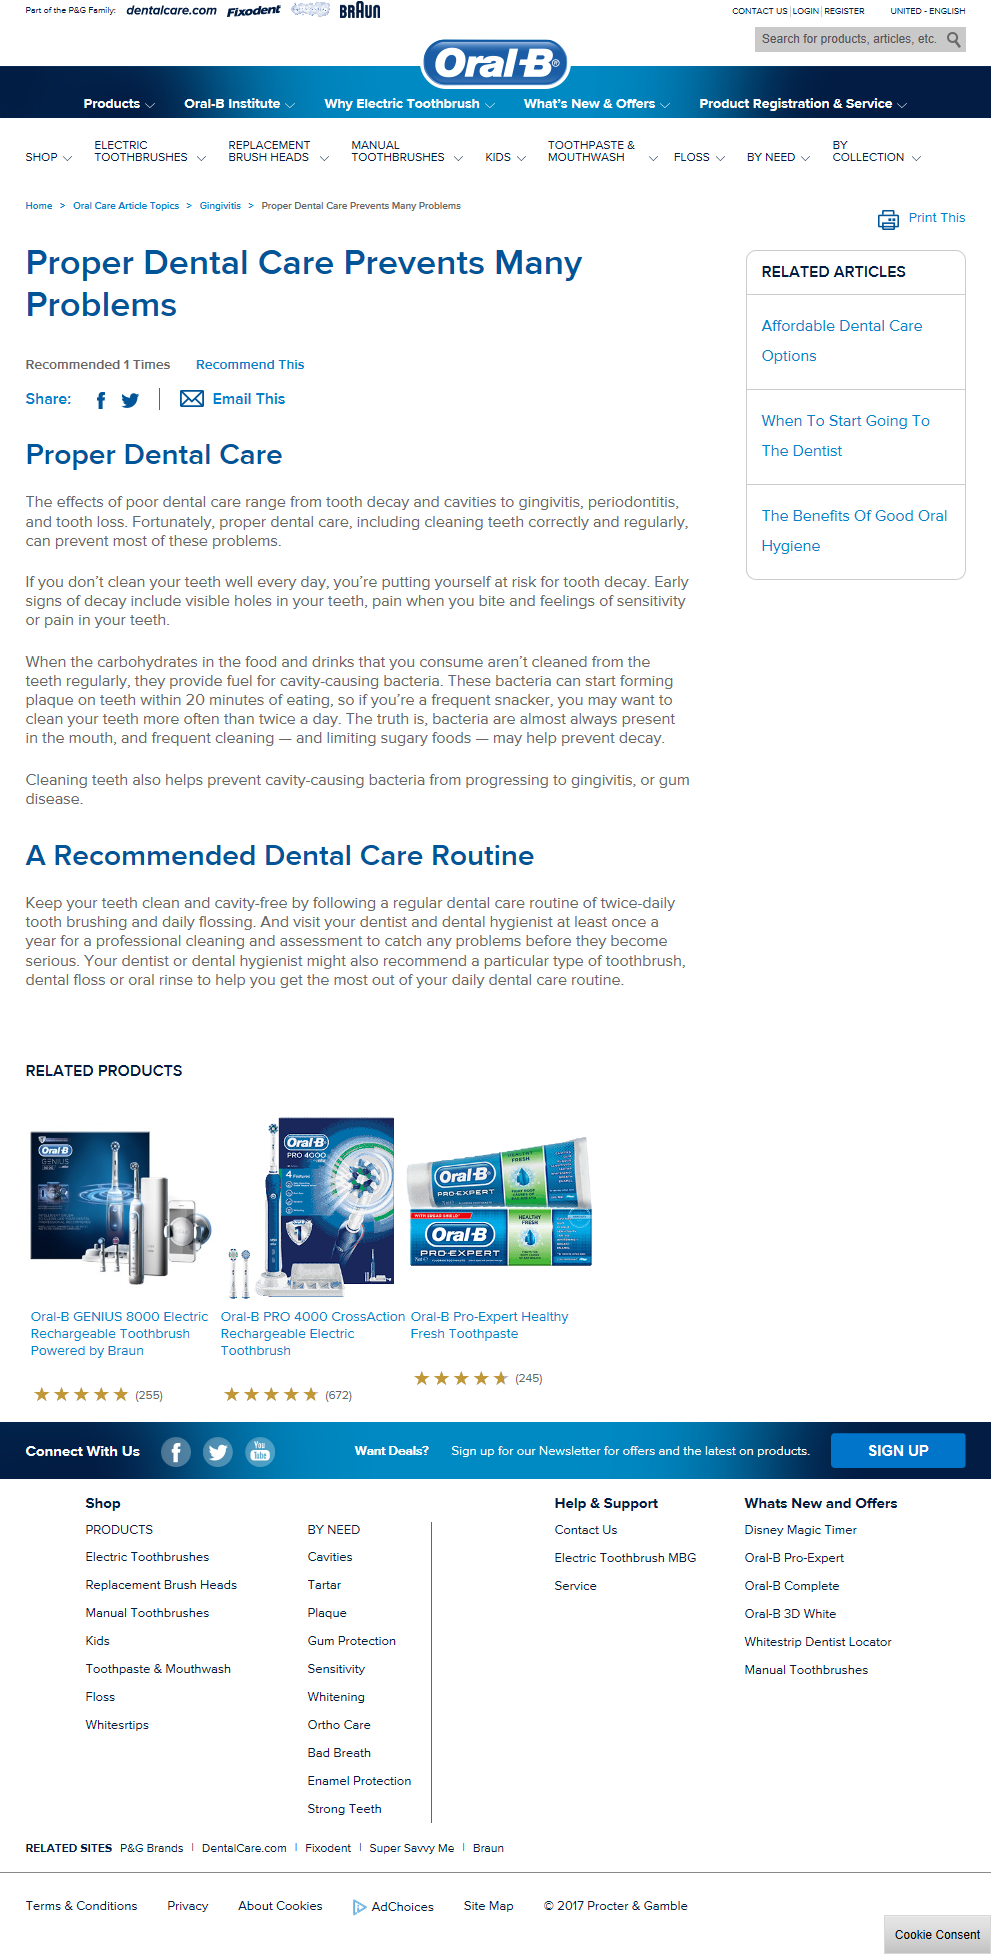 Part of the P&G Family:
dentalcare.com Fixodent BRAUN
CONTACT US LOGIN REGISTER UNITED - ENGLISH
Search for products, articles, etc.
Oral-B®
Products Oral-B Institute Why Electric Toothbrush What's New & Offers Product Registration & Service
SHOP
ELECTRIC
TOOTHBRUSHES
REPLACEMENT
BRUSH HEADS
MANUAL
TOOTHBRUSHES
KIDS
TOOTHPASTE &
MOUTHWASH
FLOSS
BY NEED
BY
COLLECTION
Home > Oral Care Article Topics > Gingivitis > Proper Dental Care Prevents Many Problems
Print This
Proper Dental Care Prevents Many
Problems
Recommended 1 Times Recommend This
Share: Email This
Proper Dental Care
The effects of poor dental care range from tooth decay and cavities to gingivitis, periodontitis,
and tooth loss. Fortunately, proper dental care, including cleaning teeth correctly and regularly,
can prevent most of these problems.
If you don't clean your teeth well every day, you're putting yourself at risk for tooth decay. Early
signs of decay include visible holes in your teeth, pain when you bite and feelings of sensitivity
or pain in your teeth.
When the carbohydrates in the food and drinks that you consume aren't cleaned from the
teeth regularly, they provide fuel for cavity-causing bacteria. These bacteria can start forming
plaque on teeth within 20 minutes of eating, so if you're a frequent snacker, you may want to
clean your teeth more often than twice a day. The truth is, bacteria are almost always present
in the mouth, and frequent cleaning — and limiting sugary foods — may help prevent decay.
Cleaning teeth also helps prevent cavity-causing bacteria from progressing to gingivitis, or gum
disease.
A Recommended Dental Care Routine
Keep your teeth clean and cavity-free by following a regular dental care routine of twice-daily
tooth brushing and daily flossing. And visit your dentist and dental hygienist at least once a
year for a professional cleaning and assessment to catch any problems before they become
serious. Your dentist or dental hygienist might also recommend a particular type of toothbrush,
dental floss or oral rinse to help you get the most out of your daily dental care routine.
RELATED ARTICLES
Affordable Dental Care
Options
When To Start Going To
The Dentist
The Benefits Of Good Oral
Hygiene
RELATED PRODUCTS
Oral-B
GENIUS
Oral-B
PRO 4000
Oral-B
PRO-EXPERT
HEALTHY
FRESH
Oral-B
PRO-EXPERT
HEALTHY
FRESH
Oral-B GENIUS 8000 Electric
Rechargeable Toothbrush
Powered by Braun
(255)
Oral-B PRO 4000 CrossAction
Rechargeable Electric
Toothbrush
(672)
Oral-B Pro-Expert Healthy
Fresh Toothpaste
(245)
Connect With Us
You
Tube
Want Deals? Sign up for our Newsletter for offers and the latest on products.
SIGN UP
Shop
PRODUCTS
Electric Toothbrushes
Replacement Brush Heads
Manual Toothbrushes
Kids
Toothpaste & Mouthwash
Floss
Whitesrtips
BY NEED
Cavities
Tartar
Plaque
Gum Protection
Sensitivity
Whitening
Ortho Care
Bad Breath
Enamel Protection
Strong Teeth
Help & Support
Contact Us
Electric Toothbrush MBG
Service
Whats New and Offers
Disney Magic Timer
Oral-B Pro-Expert
Oral-B Complete
Oral-B 3D White
Whitestrip Dentist Locator
Manual Toothbrushes
RELATED SITES P&G Brands | DentalCare.com | Fixodent | Super Savvy Me | Braun
Terms & Conditions Privacy About Cookies AdChoices Site Map © 2017 Procter & Gamble
Cookie Consent